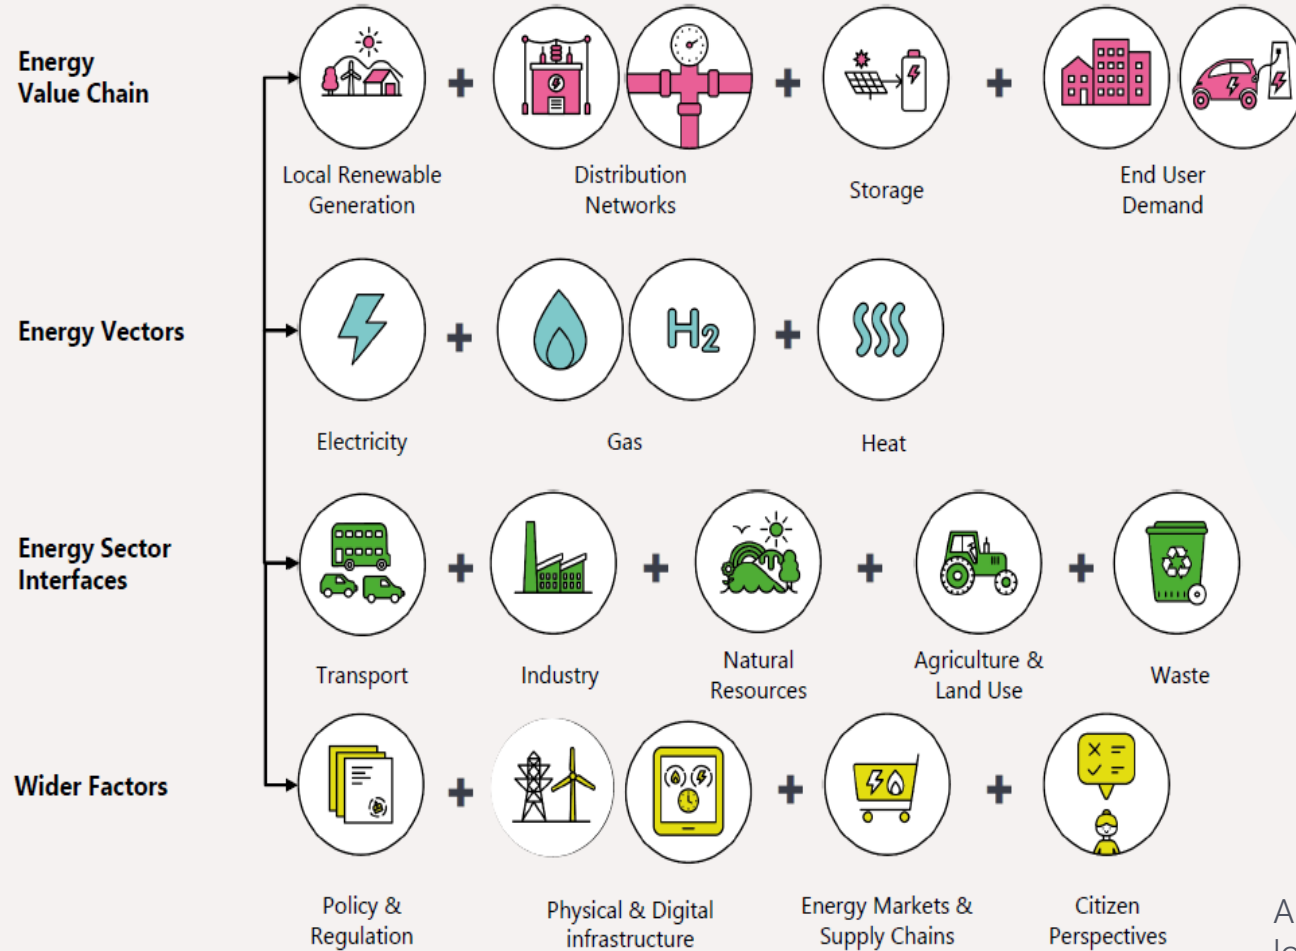 Energy
Value Chain
Local Renewable
Generation
Distribution
Networks
Storage
End User
Demand
Energy Vectors
H2
Electricity
Gas
Heat
Energy Sector
Interfaces
Transport
Industry
Natural
Resources
Agriculture &
Land Use
Waste
Wider Factors
Policy &
Regulation
Physical & Digital
infrastructure
Energy Markets &
Supply Chains
Citizen
Perspectives